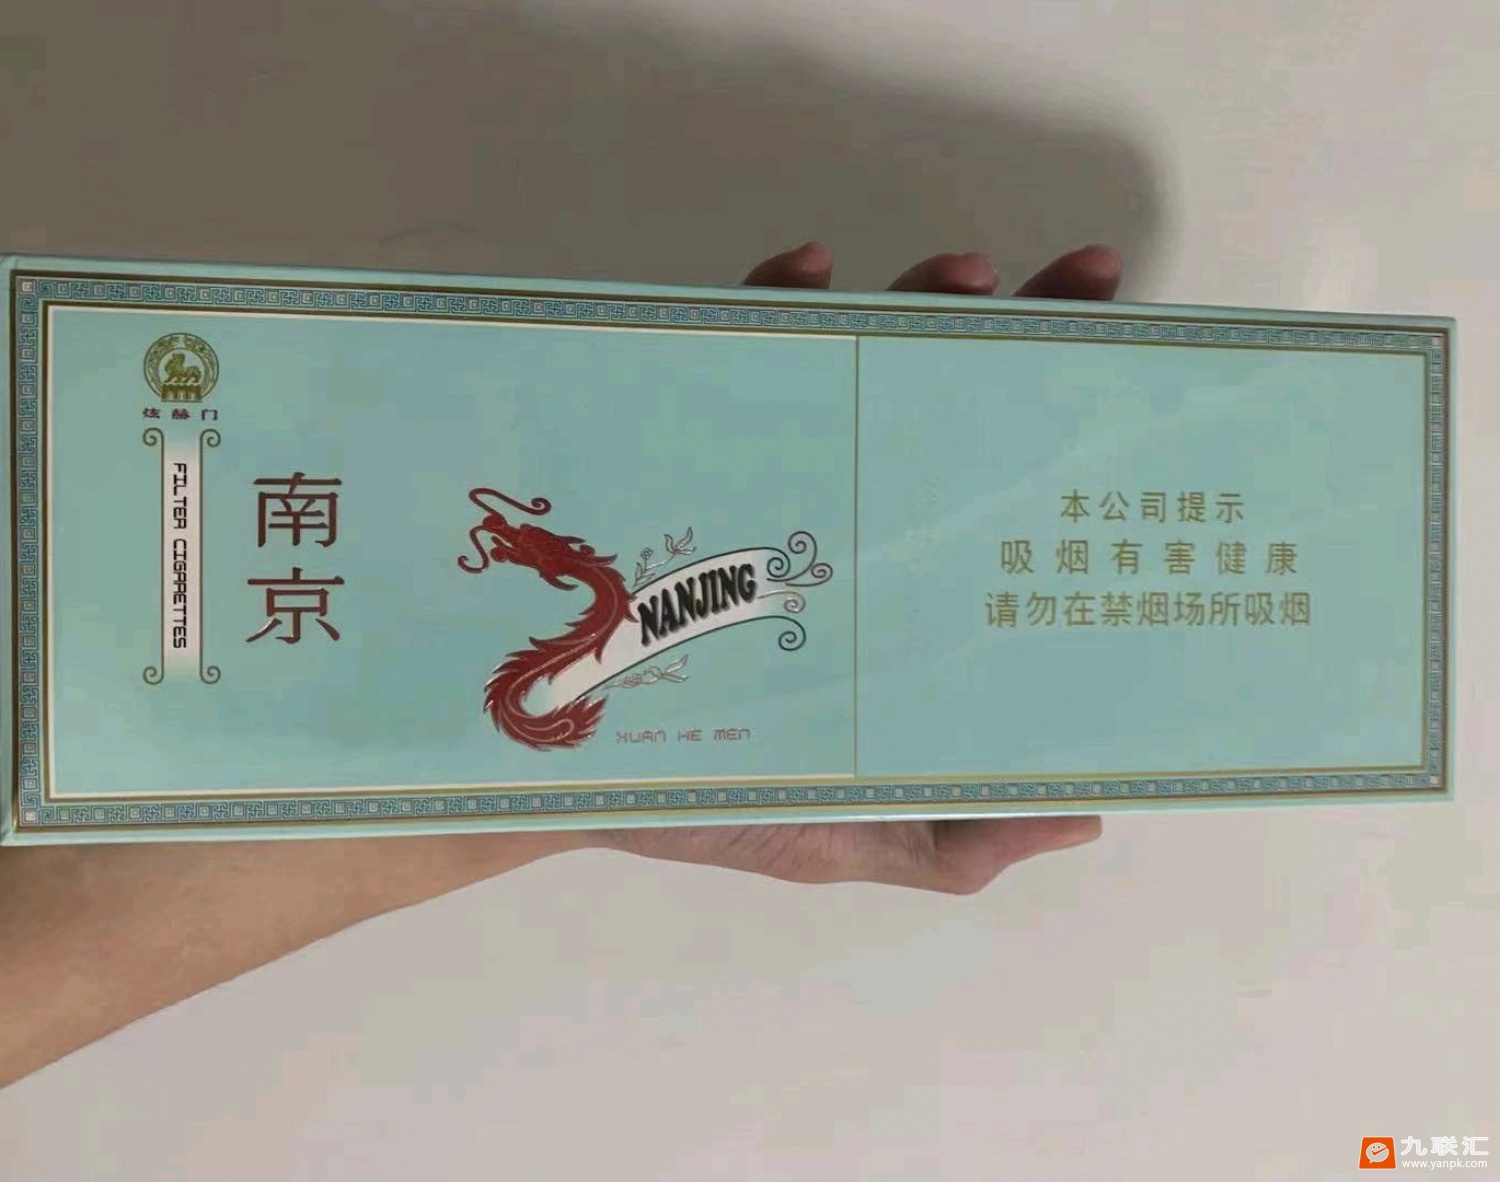 炫赫门
FILTER CIGARETTES
南京
NANJING
XUAN HE MEN
本公司提示
吸烟有害健康
请勿在禁烟场所吸烟
九联汇
www.yanpk.com